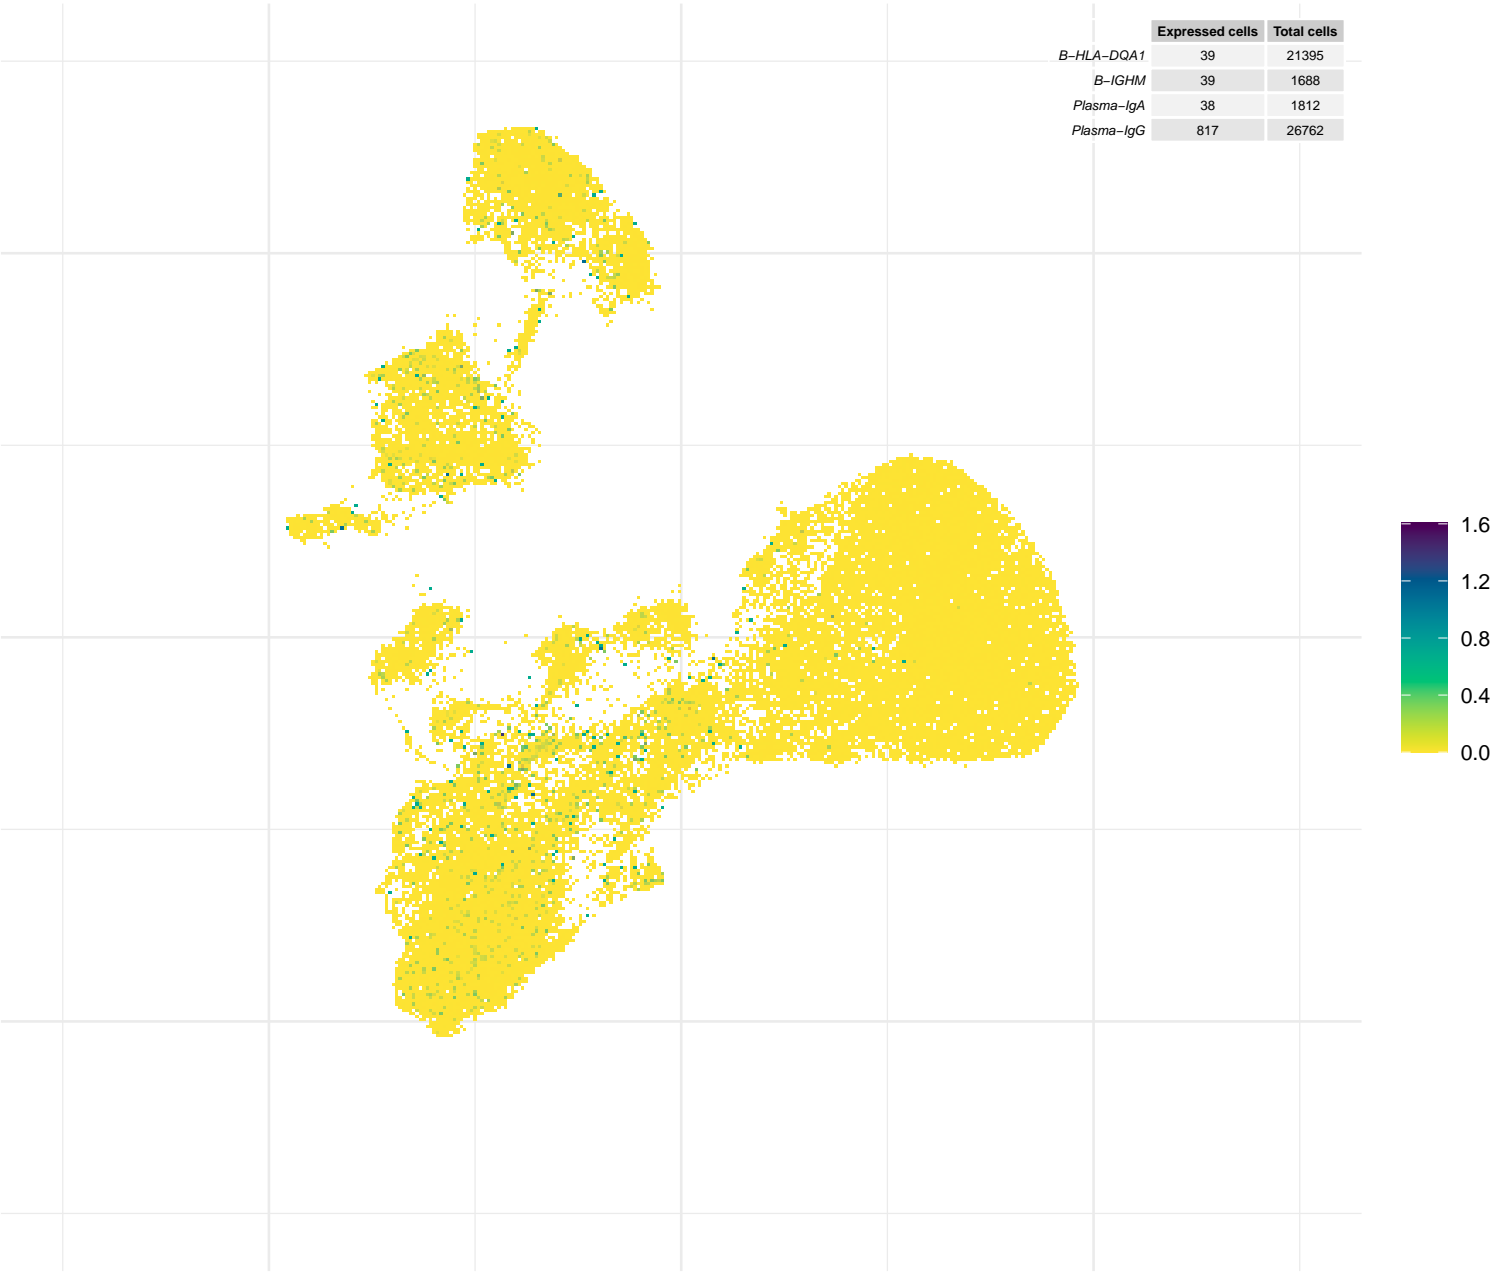 Expressed cells Total cells
B-HLA-DQA1 39 21395
B-IGHM 39 1688
Plasma-IgA 38 1812
Plasma-IgG 817 26762
1.6
1.2
0.8
0.4
0.0